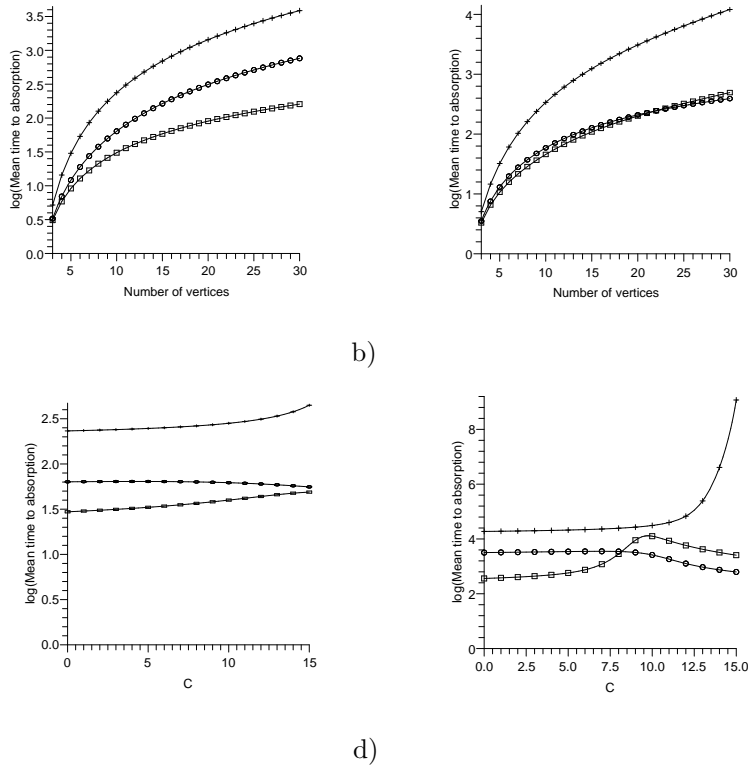 log(Mean time to absorption)
3.5
3.0
2.5
2.0
1.5
1.0
0.5
0.0
5 10 15 20 25 30
Number of vertices
log(Mean time to absorption)
4
3
2
1
0
5 10 15 20 25 30
Number of vertices
b)
log(Mean time to absorption)
2.5
2.0
1.5
1.0
0.5
0.0
0 5 10 15
C
log(Mean time to absorption)
8
6
4
2
0
0.0 2.5 5.0 7.5 10.0 12.5 15.0
C
d)